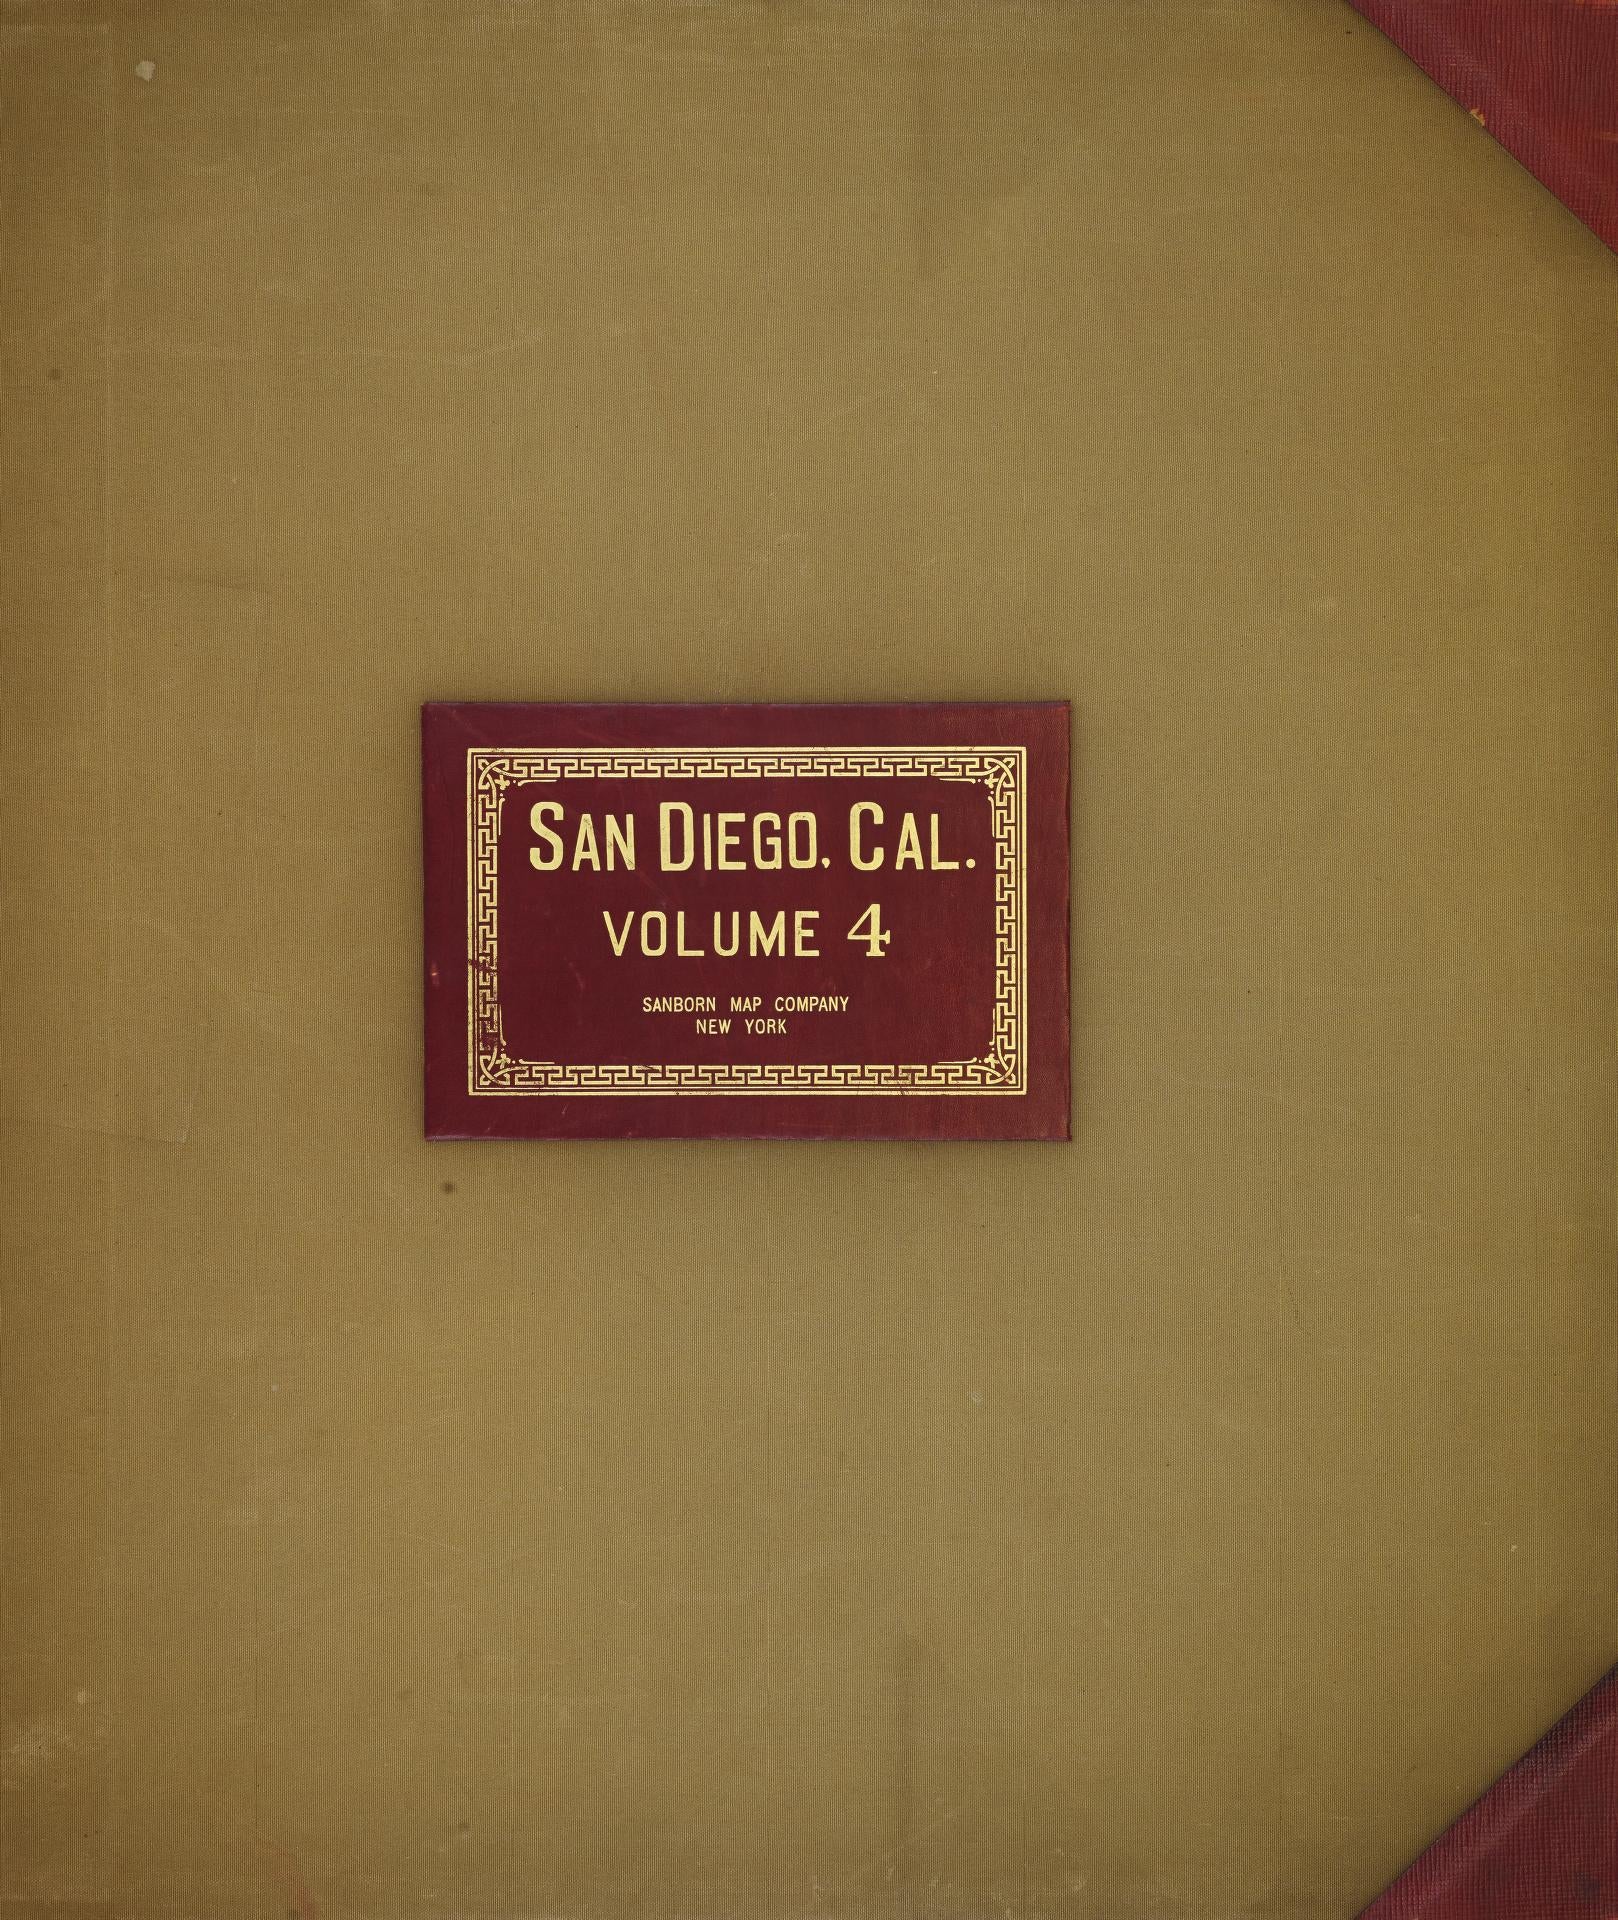 SAN DIEGO, CAL.
VOLUME 4
SANBORN MAP COMPANY
NEW YORK